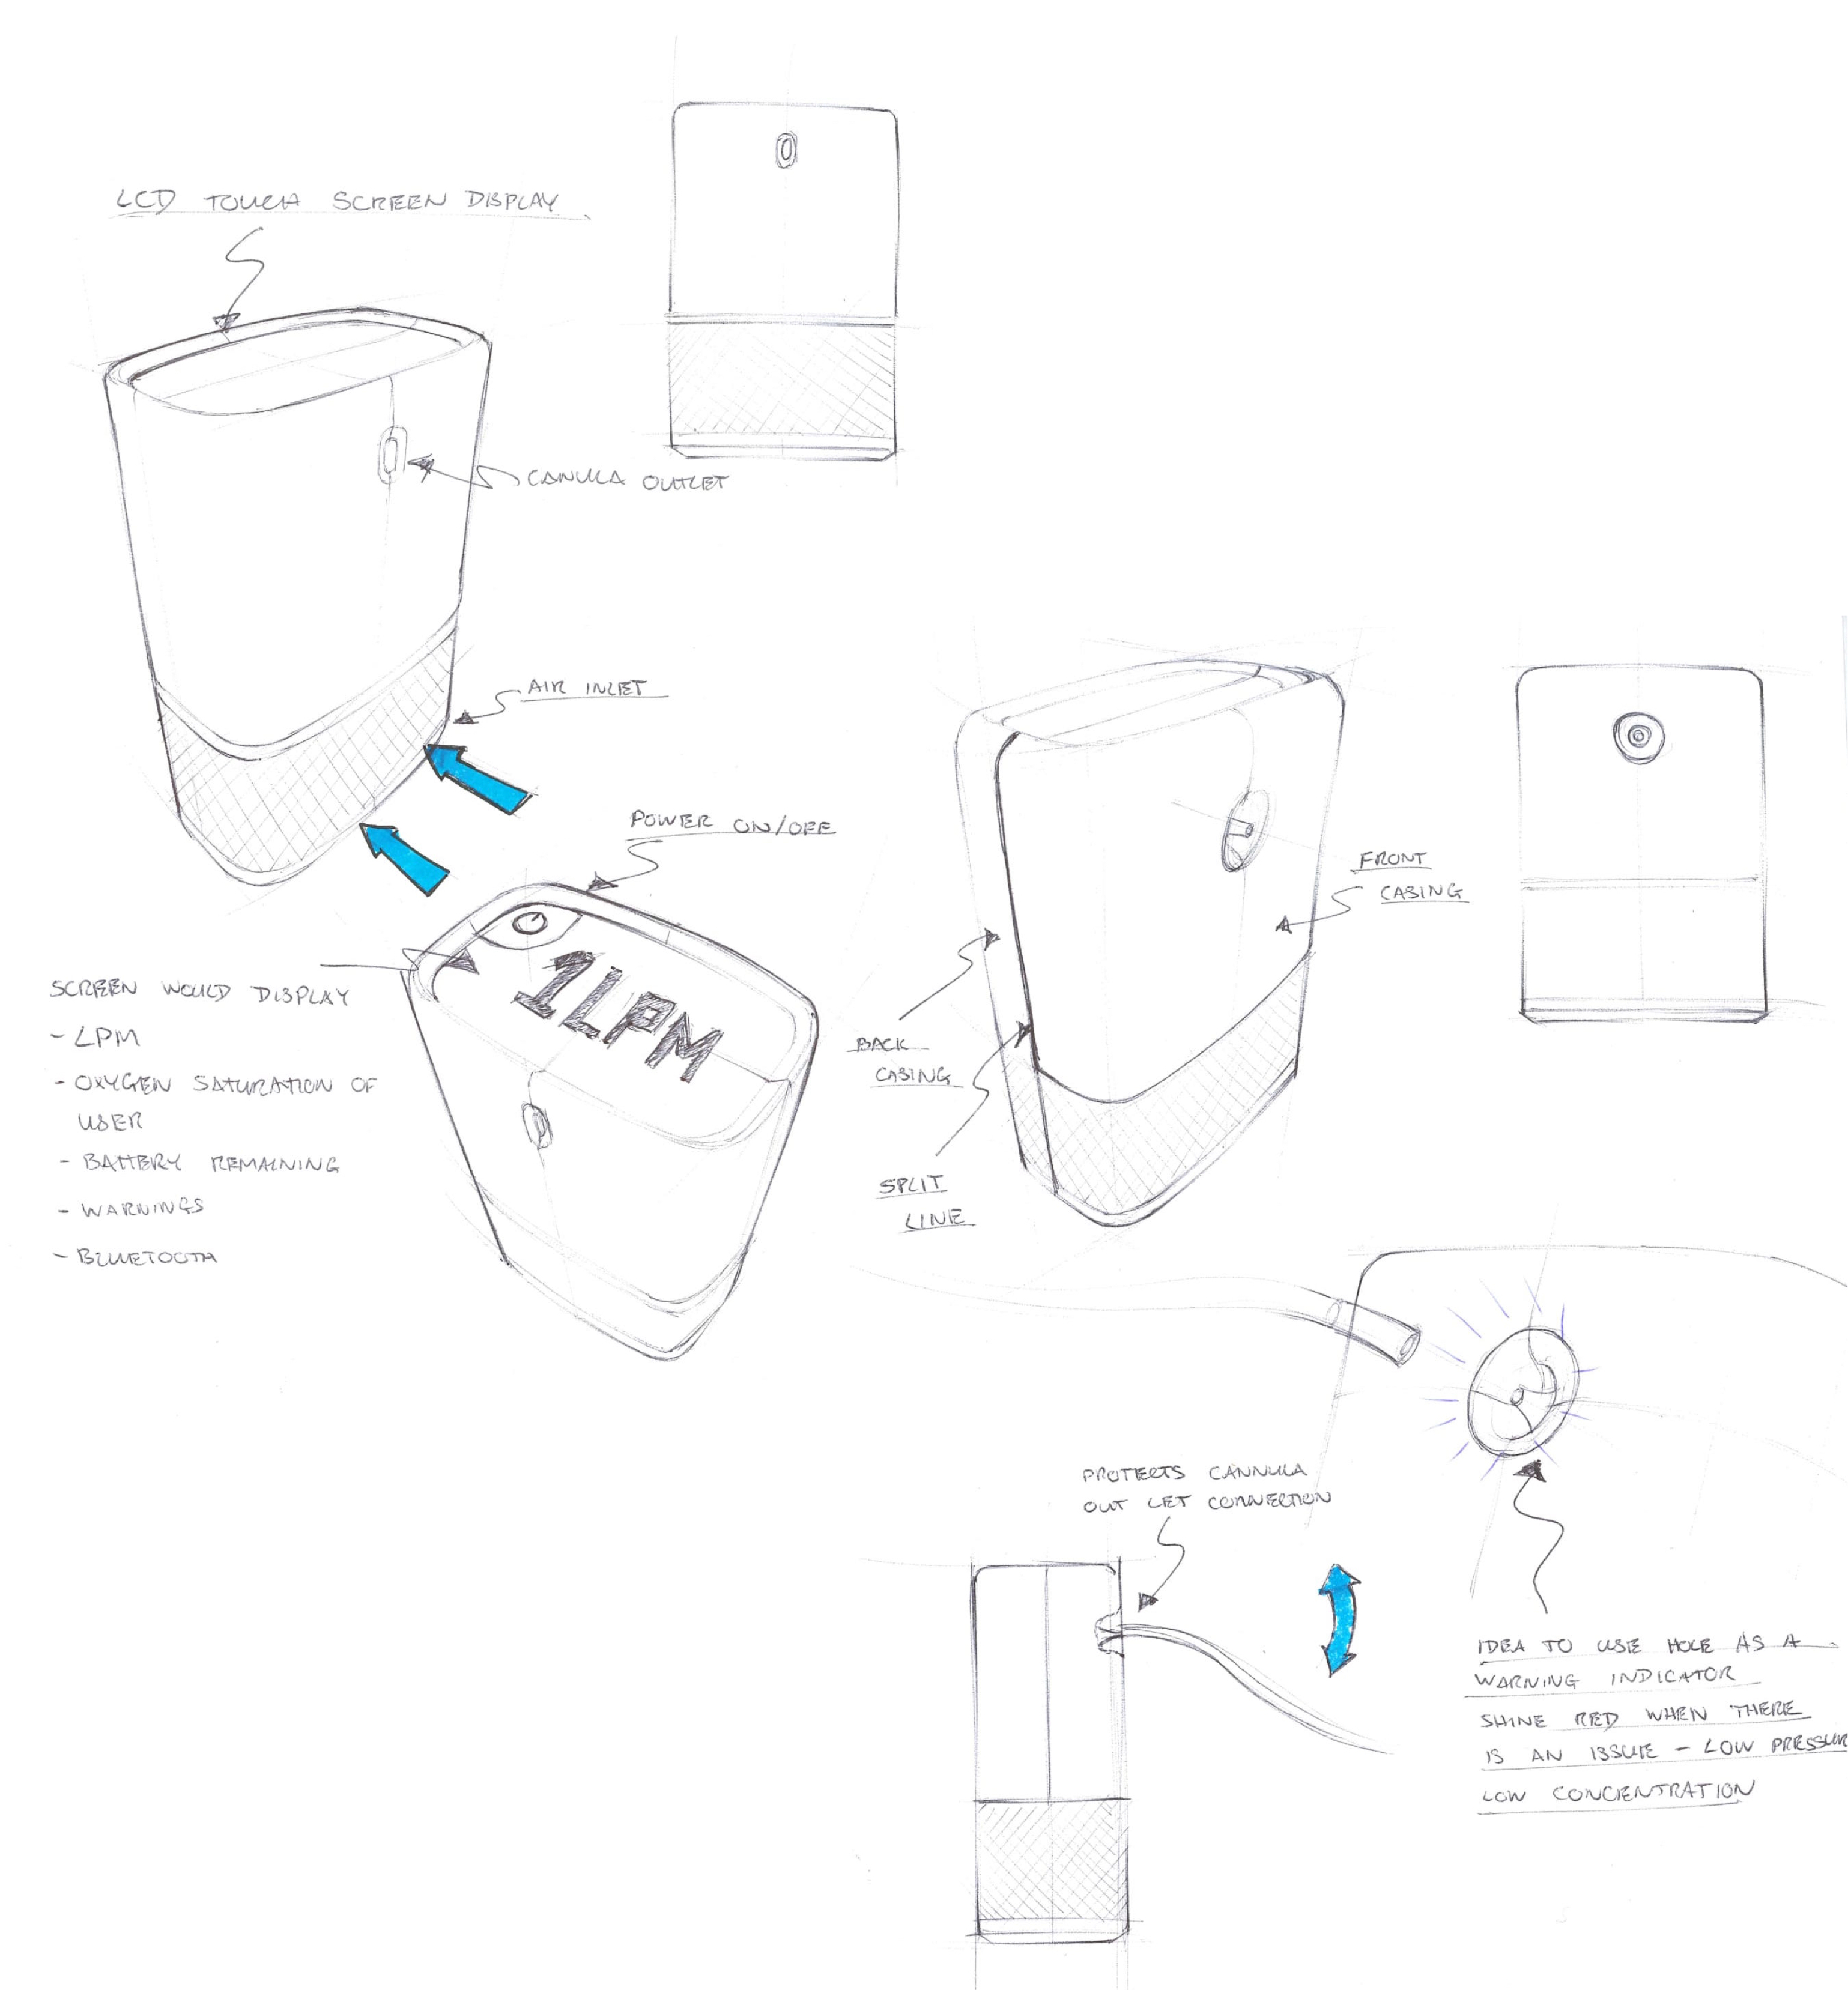 LCD TOUCH SCREEN DISPLAY
CANULA OUTLET
AIR INLET
POWER ON/OFF
1LPM
SCREEN WOULD DISPLAY
- LPM
- OXYGEN SATURATION OF
USER
- BATTERY REMAINING
- WARNINGS
- BLUETOOTH
FRONT
CASING
BACK
CASING
SPLIT
LINE
PROTECTS CANNULA
OUT LET CONNECTION
IDEA TO USE HOLE AS A
WARNING INDICATOR
SHINE RED WHEN THERE
IS AN ISSUE - LOW PRESSUR
LOW CONCENTRATION